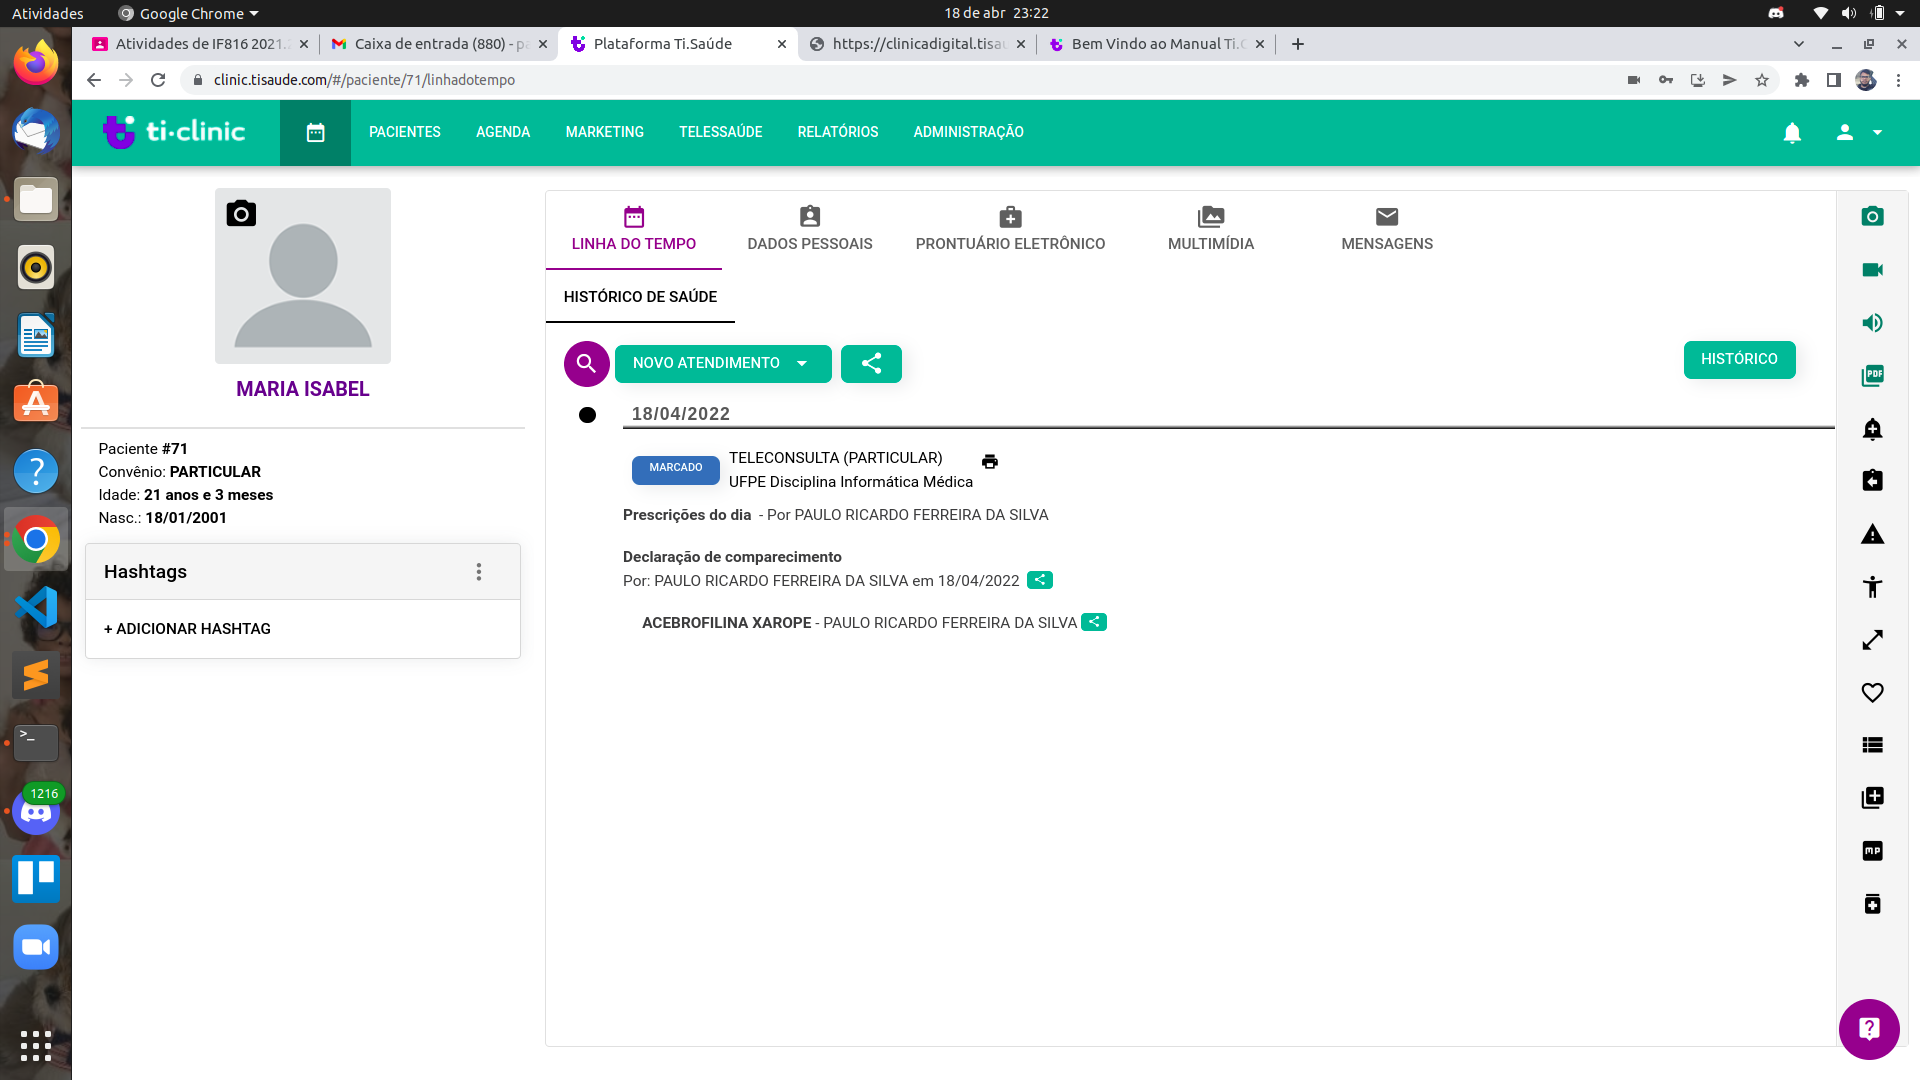 Atividades
Google Chrome
18 de abr 23:22
Atividades de IF816 2021.
Caixa de entrada (880) - pa
Plataforma Ti.Saúde
https://clinicadigital.tisau
Bem Vindo ao Manual Ti.C
clinic.tisaude.com/#/paciente/71/linhadotempo
ti·clinic
PACIENTES
AGENDA
MARKETING
TELESSAÚDE
RELATÓRIOS
ADMINISTRAÇÃO
MARIA ISABEL
Paciente #71
Convênio: PARTICULAR
Idade: 21 anos e 3 meses
Nasc.: 18/01/2001
Hashtags
+ ADICIONAR HASHTAG
LINHA DO TEMPO
DADOS PESSOAIS
PRONTUÁRIO ELETRÔNICO
MULTIMÍDIA
MENSAGENS
HISTÓRICO DE SAÚDE
NOVO ATENDIMENTO
HISTÓRICO
18/04/2022
MARCADO
TELECONSULTA (PARTICULAR)
UFPE Disciplina Informática Médica
Prescrições do dia - Por PAULO RICARDO FERREIRA DA SILVA
Declaração de comparecimento
Por: PAULO RICARDO FERREIRA DA SILVA em 18/04/2022
ACEBROFILINA XAROPE - PAULO RICARDO FERREIRA DA SILVA
PDF
MP
1216
>_